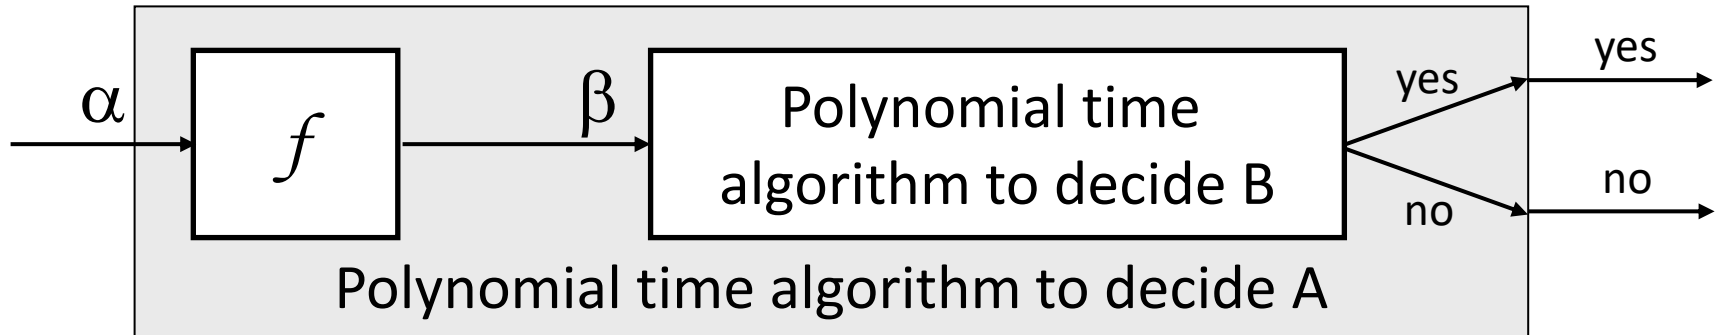 α
f
β
Polynomial time
algorithm to decide B
yes
no
yes
no
Polynomial time algorithm to decide A